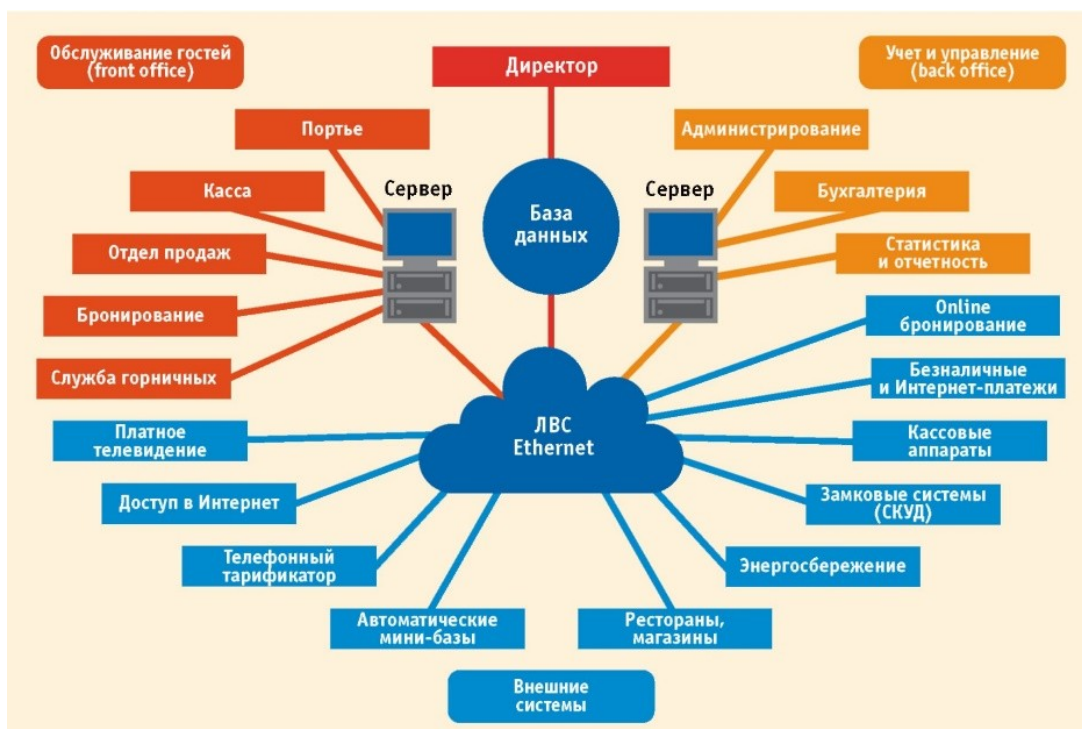 Обслуживание гостей
(front office)
Директор
Учет и управление
(back office)
Портье
Администрирование
Касса
Сервер
База
данных
Сервер
Бухгалтерия
Отдел продаж
Статистика
и отчетность
Бронирование
Online
бронирование
Служба горничных
Безналичные
и Интернет-платежи
Платное
телевидение
ЛВС
Ethernet
Кассовые
аппараты
Доступ в Интернет
Замковые системы
(СКУД)
Телефонный
тарификатор
Энергосбережение
Автоматические
мини-базы
Рестораны,
магазины
Внешние
системы